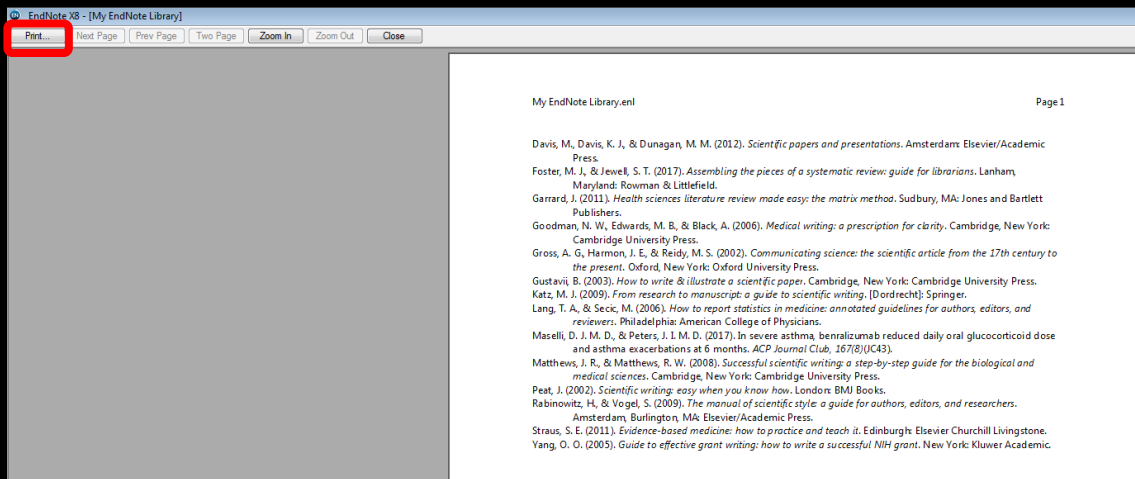 EndNote X8 - [My EndNote Library]
Print... Next Page Prev Page Two Page Zoom In Zoom Out Close
My EndNote Library.enl Page 1
Davis, M., Davis, K. J., & Dunagan, M. M. (2012). Scientific papers and presentations. Amsterdam: Elsevier/Academic
Press.
Foster, M. J., & Jewell, S. T. (2017). Assembling the pieces of a systematic review: guide for librarians. Lanham,
Maryland: Rowman & Littlefield.
Garrard, J. (2011). Health sciences literature review made easy: the matrix method. Sudbury, MA: Jones and Bartlett
Publishers.
Goodman, N. W., Edwards, M. B., & Black, A. (2006). Medical writing: a prescription for clarity. Cambridge, New York:
Cambridge University Press.
Gross, A. G., Harmon, J. E., & Reidy, M. S. (2002). Communicating science: the scientific article from the 17th century to
the present. Oxford, New York: Oxford University Press.
Gustavii, B. (2003). How to write & illustrate a scientific paper. Cambridge, New York: Cambridge University Press.
Katz, M. J. (2009). From research to manuscript: a guide to scientific writing. [Dordrecht]: Springer.
Lang, T. A., & Secic, M. (2006). How to report statistics in medicine: annotated guidelines for authors, editors, and
reviewers. Philadelphia: American College of Physicians.
Maselli, D. J. M. D., & Peters, J. I. M. D. (2017). In severe asthma, benralizumab reduced daily oral glucocorticoid dose
and asthma exacerbations at 6 months. ACP Journal Club, 167(8)(JC43).
Matthews, J. R., & Matthews, R. W. (2008). Successful scientific writing: a step-by-step guide for the biological and
medical sciences. Cambridge, New York: Cambridge University Press.
Peat, J. (2002). Scientific writing: easy when you know how. London: BMJ Books.
Rabinowitz, H., & Vogel, S. (2009). The manual of scientific style: a guide for authors, editors, and researchers.
Amsterdam, Burlington, MA: Elsevier/Academic Press.
Straus, S. E. (2011). Evidence-based medicine: how to practice and teach it. Edinburgh: Elsevier Churchill Livingstone.
Yang, O. O. (2005). Guide to effective grant writing: how to write a successful NIH grant. New York: Kluwer Academic.